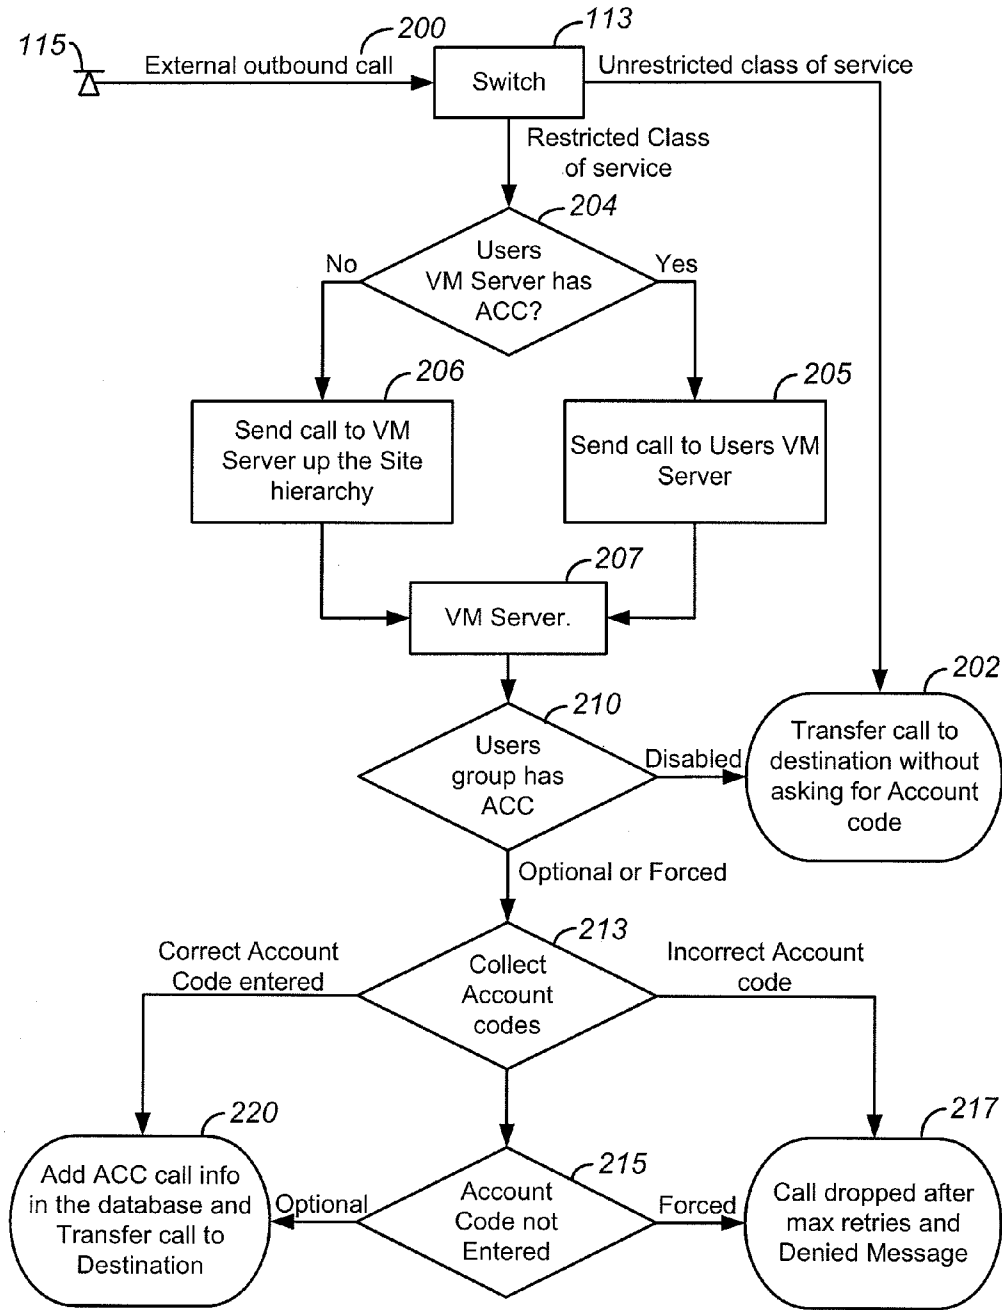 200
113
115
External outbound call
Switch
Unrestricted class of service
Restricted Class
of service
204
Users
VM Server has
ACC?
No
Yes
206
205
Send call to VM
Server up the Site
hierarchy
Send call to Users VM
Server
207
VM Server.
202
210
Users
group has
ACC
Disabled
Transfer call to
destination without
asking for Account
code
Optional or Forced
213
Correct Account
Code entered
Collect
Account
codes
Incorrect Account
code
220
217
215
Add ACC call info
in the database and
Transfer call to
Destination
Optional
Account
Code not
Entered
Forced
Call dropped after
max retries and
Denied Message